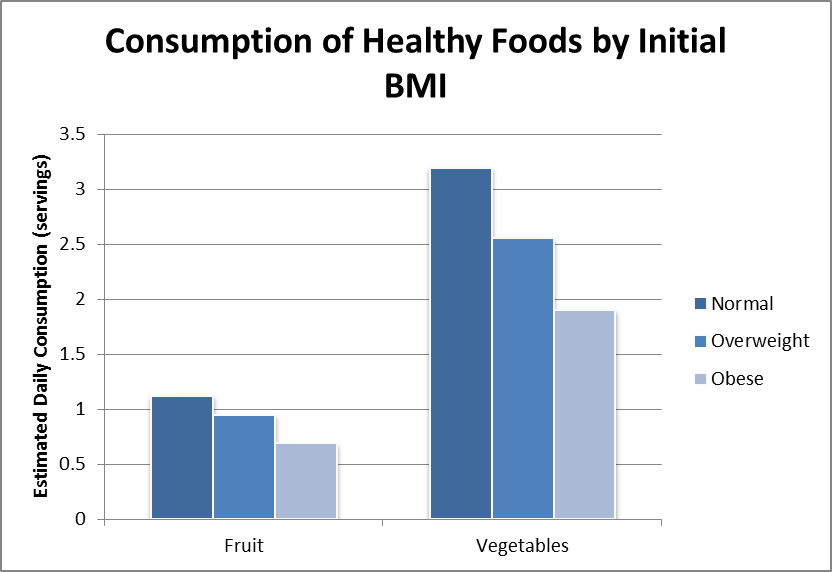 Consumption of Healthy Foods by Initial
BMI
Estimated Daily Consumption (servings)
3.5
3
2.5
2
1.5
1
0.5
0
Fruit
Vegetables
Normal
Overweight
Obese